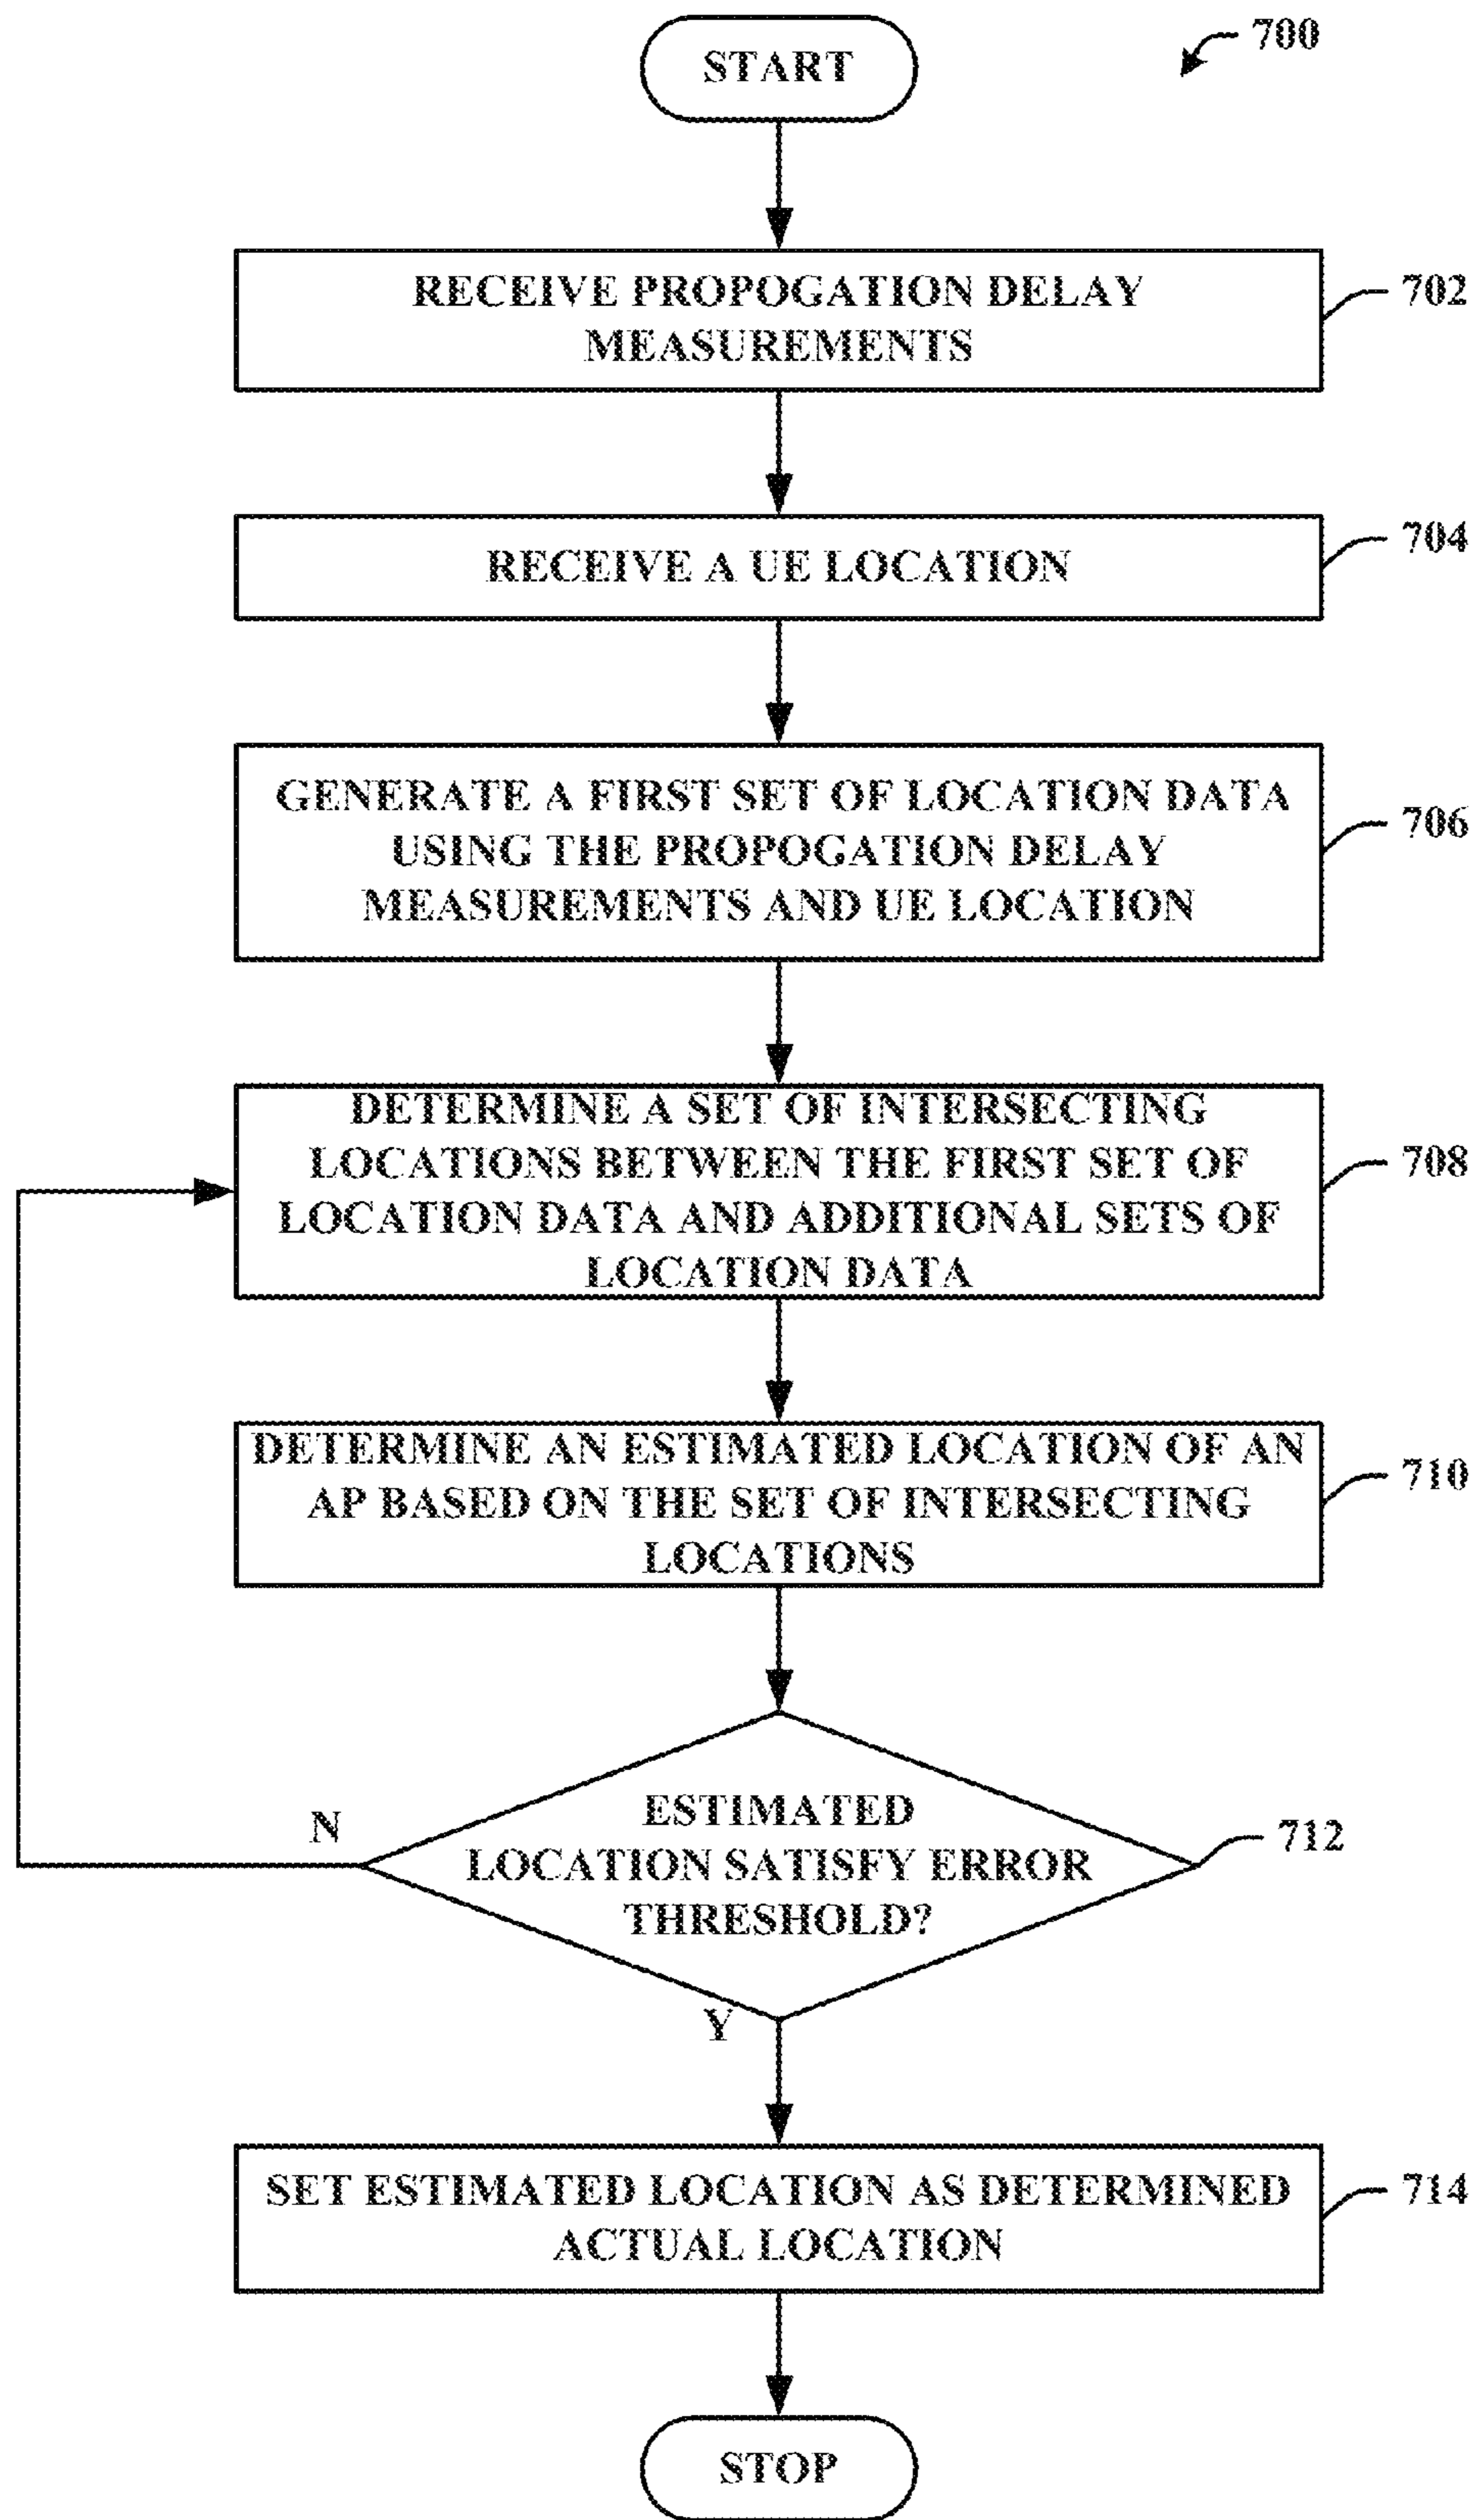 START
700
RECEIVE PROPOGATION DELAY
MEASUREMENTS
702
RECEIVE A UE LOCATION
704
GENERATE A FIRST SET OF LOCATION DATA
USING THE PROPOGATION DELAY
MEASUREMENTS AND UE LOCATION
706
DETERMINE A SET OF INTERSECTING
LOCATIONS BETWEEN THE FIRST SET OF
LOCATION DATA AND ADDITIONAL SETS OF
LOCATION DATA
708
DETERMINE AN ESTIMATED LOCATION OF AN
AP BASED ON THE SET OF INTERSECTING
LOCATIONS
710
ESTIMATED
LOCATION SATISFY ERROR
THRESHOLD?
712
N
Y
SET ESTIMATED LOCATION AS DETERMINED
ACTUAL LOCATION
714
STOP